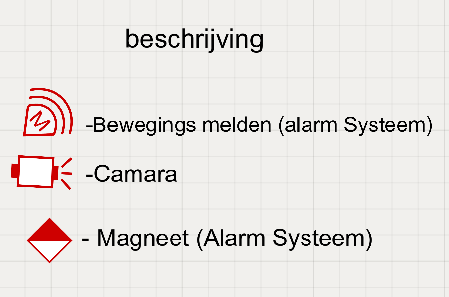 beschrijving
M
-Bewegings melden (alarm Systeem)
-Camara
- Magneet (Alarm Systeem)